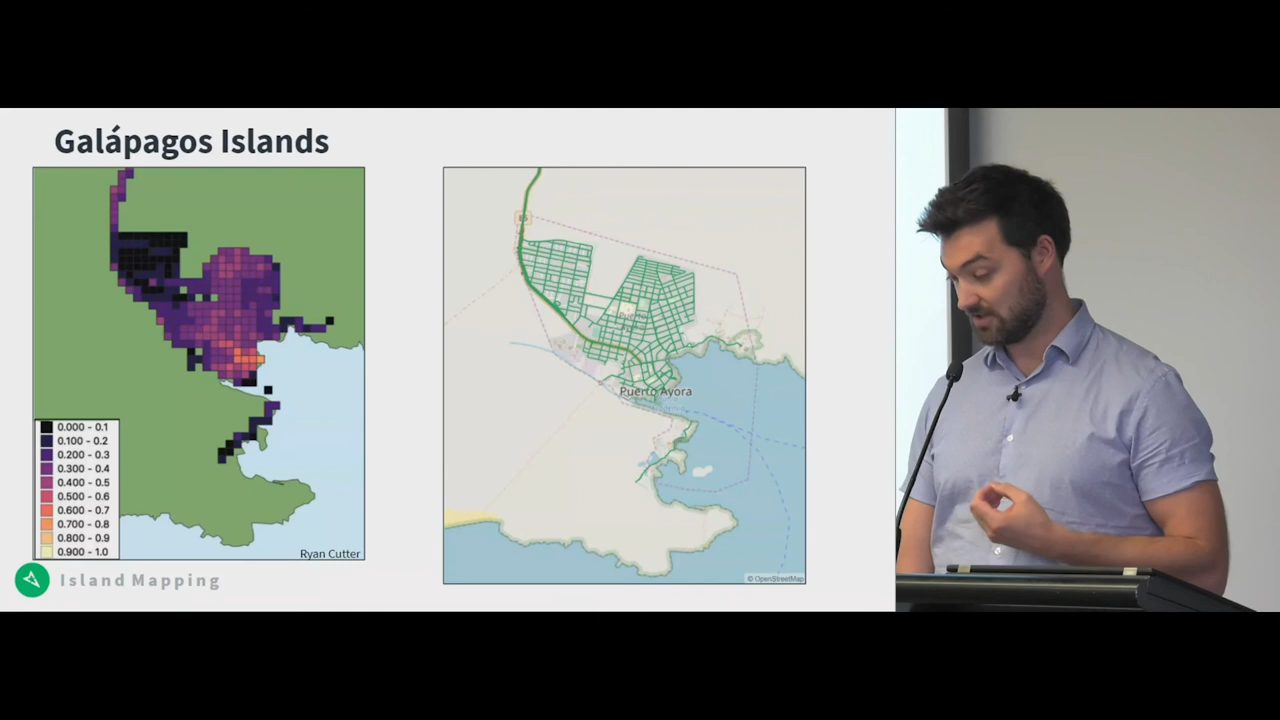 Galápagos Islands
0.000 - 0.1
0.100 - 0.2
0.200 - 0.3
0.300 - 0.4
0.400 - 0.5
0.500 - 0.6
0.600 - 0.7
0.700 - 0.8
0.800 - 0.9
0.900 - 1.0
Ryan Cutter
Puerto Ayora
© OpenStreetMap
Island Mapping